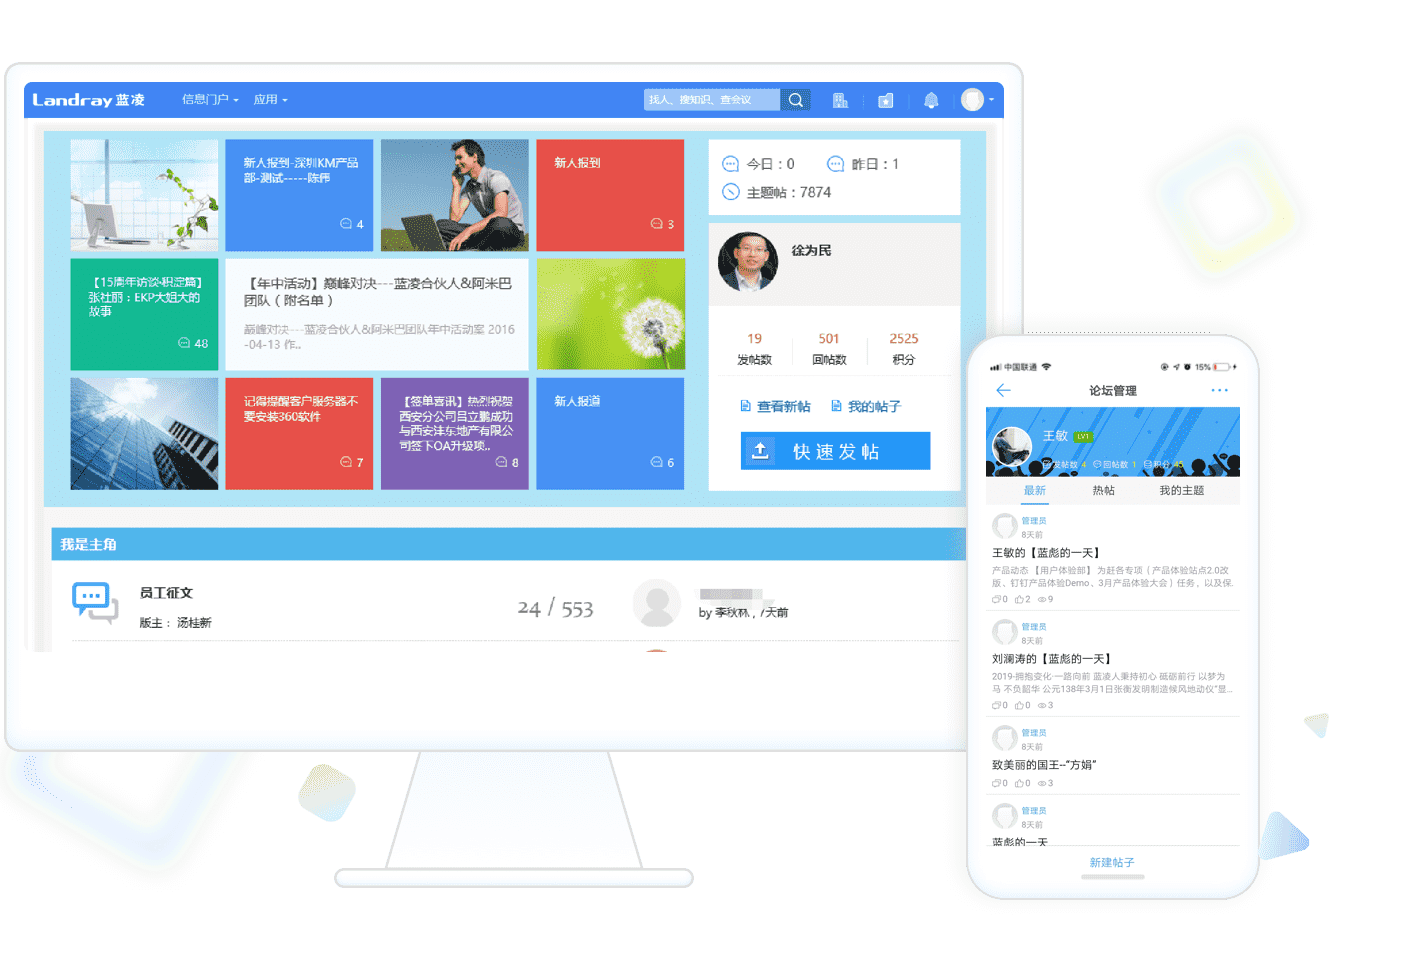 Landray 蓝凌
信息门户 应用
找人、搜知识、查会议
新人报到-深圳KM产品
部-测试-----陈伟
4
新人报到
3
今日：0 昨日：1
主题帖：7874
徐为民
19 501 2525
发帖数 回帖数 积分
查看新帖 我的帖子
快速发帖
【15周年访谈-积淀篇】
张社丽：EKP大姐大的
故事
48
【年中活动】巅峰对决---蓝凌合伙人&阿米巴
团队（附名单）
巅峰对决---蓝凌合伙人&阿米巴团队年中活动案 2016
-04-13 作..
记得提醒客户服务器不
要安装360软件
7
【签单喜讯】热烈祝贺
西安分公司吕立鹏成功
与西安沣东地产有限公
司签下OA升级项..
8
新人报道
6
我是主角
员工征文
版主： 汤桂新
24 / 553
by 李秋林 , 7天前
中国联通 15%
论坛管理
王敏 LV1
发帖数 4 回帖数 1 积分 45
最新 热帖 我的主题
管理员
8天前
王敏的【蓝彪的一天】
产品动态 【用户体验部】 为赶各专项（产品体验站点2.0改
版、钉钉产品体验Demo、3月产品体验大会）任务，以及保.
0 2 9
管理员
8天前
刘澜涛的【蓝彪的一天】
2019-拥抱变化·一路向前 蓝凌人秉持初心 砥砺前行 以梦为
马 不负韶华 公元138年3月1日张衡发明制造候风地动仪“显...
0 0 3
管理员
8天前
致美丽的国王--“方娟”
0 0 3
管理员
8天前
蓝彪的一天
新建帖子